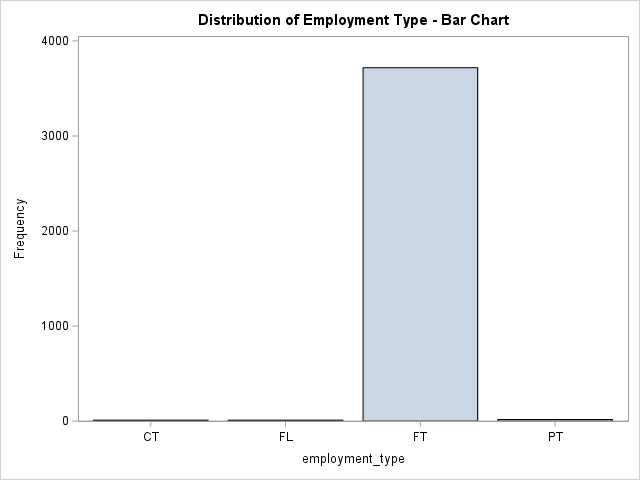 Distribution of Employment Type - Bar Chart
4000
3000
2000
1000
0
Frequency
CT FL FT PT
employment_type